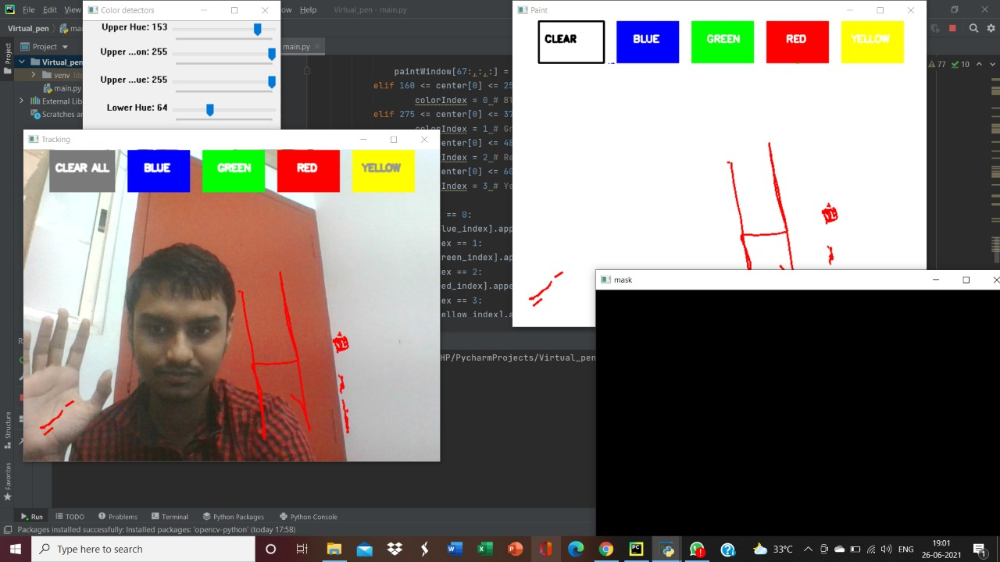 Color detectors
Upper Hue: 153
Upper ...on: 255
Upper ...ue: 255
Lower Hue: 64
File Edit View
Help Virtual_pen - main.py
Virtual_pen
Project
Virtual_pen
venv
main.py
External Lib
Scratches a
main.py
77 10
paintWindow[67:,:,:] =
elif 160 <= center[0] <= 25
colorIndex = 0 # Bl
elif 275 <= center[0] <= 37
colorIndex = 1 # Gr
center[0] <= 48
Index = 2 # Re
center[0] <= 60
Index = 3 # Ye
== 0:
lue_index].appe
ex == 1:
reen_index].app
ex == 2:
ed_index].appen
ex == 3:
ellow_index].a
Paint
CLEAR
BLUE
GREEN
RED
YELLOW
Tracking
CLEAR ALL
BLUE
GREEN
RED
YELLOW
H
mask
HP/PycharmProjects/Virtual_pen
Project
Structure
Favorites
Run
TODO
Problems
Terminal
Python Packages
Python Console
Packages installed successfully: Installed packages: 'opencv-python' (today 17:58)
Type here to search
33°C
ENG
19:01
26-06-2021